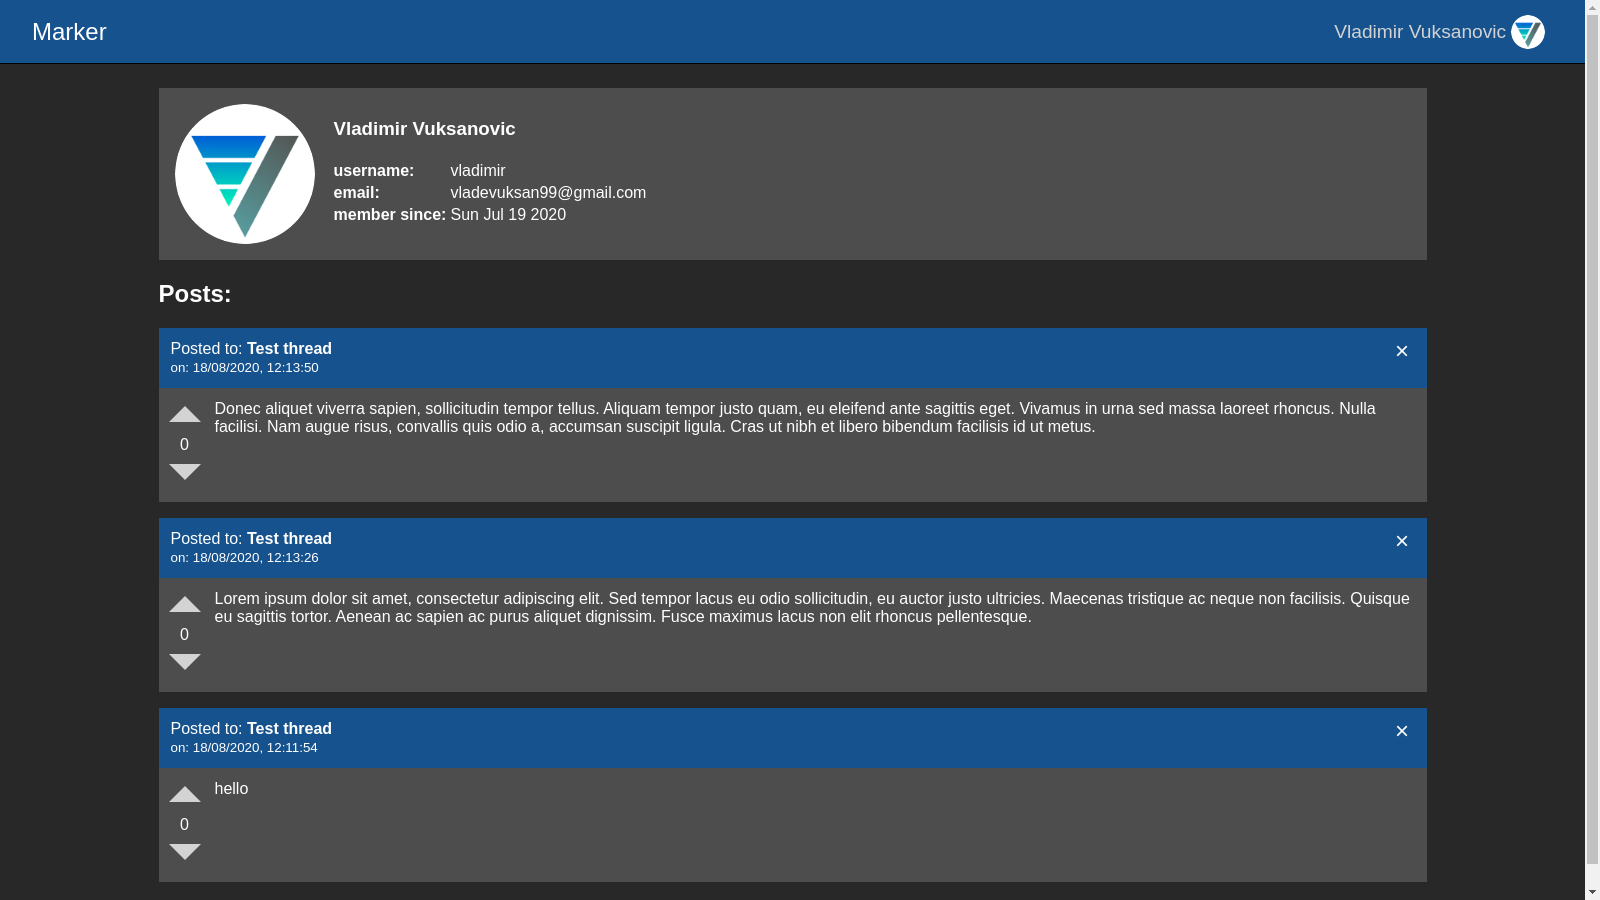 Marker
Vladimir Vuksanovic
Vladimir Vuksanovic
username: vladimir
email: vladevuksan99@gmail.com
member since: Sun Jul 19 2020
Posts:
Posted to: Test thread
×
on: 18/08/2020, 12:13:50
Donec aliquet viverra sapien, sollicitudin tempor tellus. Aliquam tempor justo quam, eu eleifend ante sagittis eget. Vivamus in urna sed massa laoreet rhoncus. Nulla
facilisi. Nam augue risus, convallis quis odio a, accumsan suscipit ligula. Cras ut nibh et libero bibendum facilisis id ut metus.
0
Posted to: Test thread
×
on: 18/08/2020, 12:13:26
Lorem ipsum dolor sit amet, consectetur adipiscing elit. Sed tempor lacus eu odio sollicitudin, eu auctor justo ultricies. Maecenas tristique ac neque non facilisis. Quisque
eu sagittis tortor. Aenean ac sapien ac purus aliquet dignissim. Fusce maximus lacus non elit rhoncus pellentesque.
0
Posted to: Test thread
×
on: 18/08/2020, 12:11:54
hello
0